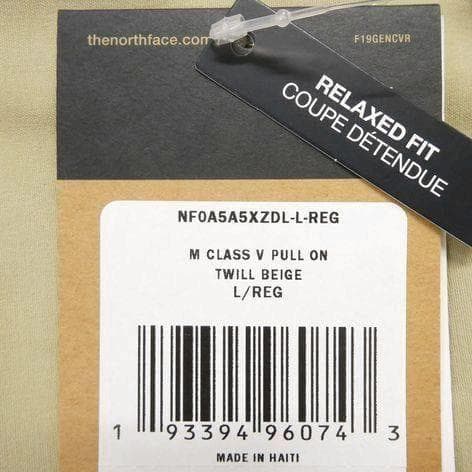 thenorthface.com
F19GENCVR
RELAXED FIT
COUPE DÉTENDUE
NF0A5A5XZDL-L-REG
M CLASS V PULL ON
TWILL BEIGE
L/REG
1 93394 96074 3
MADE IN HAITI